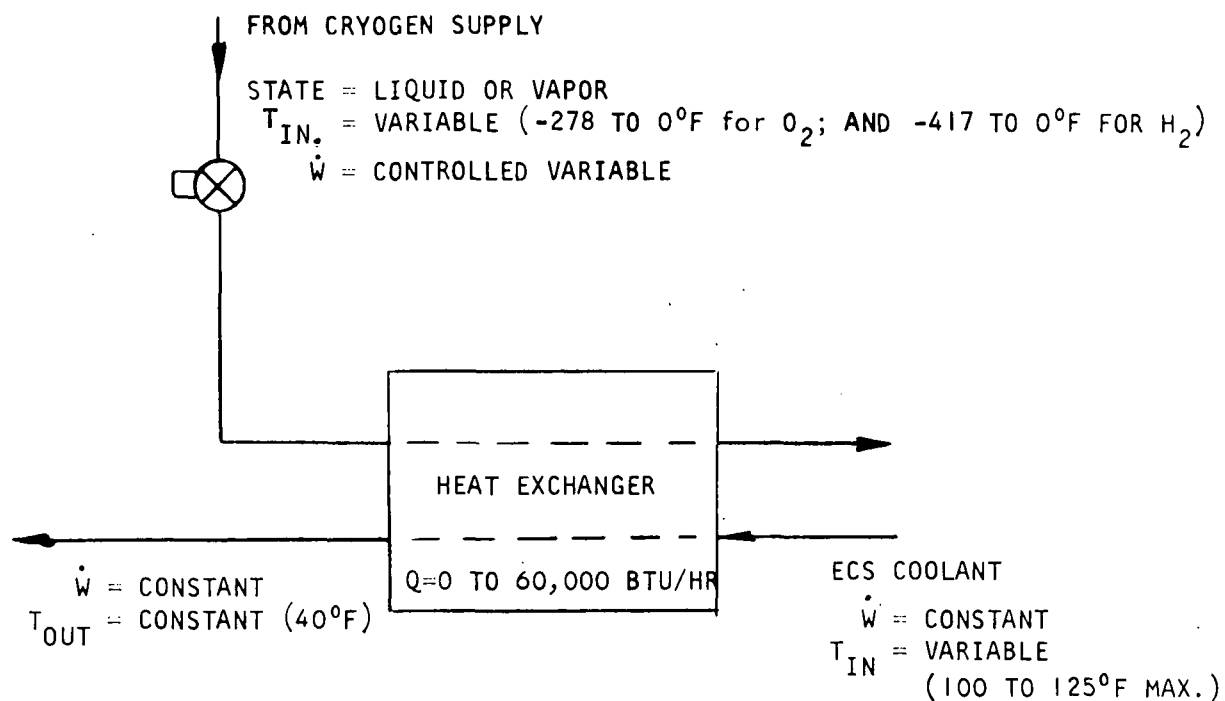 FROM CRYOGEN SUPPLY
STATE = LIQUID OR VAPOR
T_IN. = VARIABLE (-278 TO 0°F for O₂; AND -417 TO 0°F FOR H₂)
Ẇ = CONTROLLED VARIABLE
HEAT EXCHANGER
Q=0 TO 60,000 BTU/HR
Ẇ = CONSTANT
T_OUT = CONSTANT (40°F)
ECS COOLANT
Ẇ = CONSTANT
T_IN = VARIABLE
(100 TO 125°F MAX.)